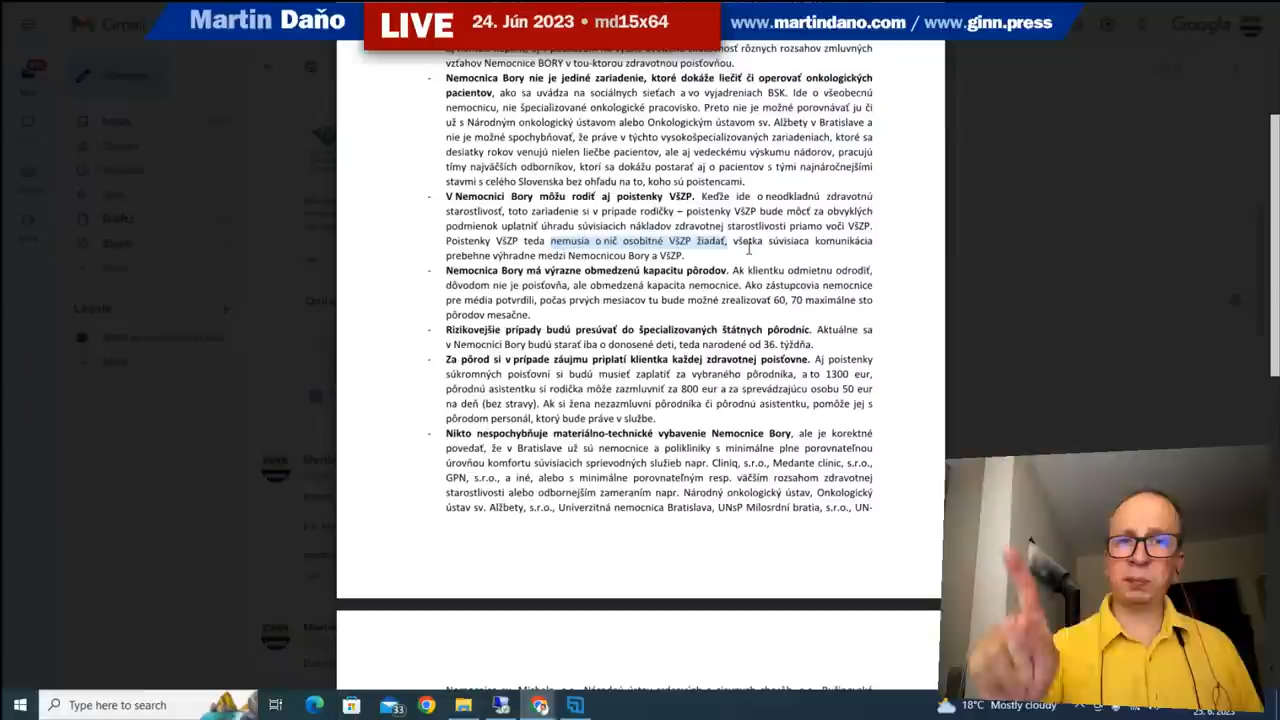 Martin Daňo
LIVE
24. Jún 2023 • md15x64
www.martindano.com / www.ginn.press
Gmail
Google
rôznych rozsahov zmluvných
vzťahov Nemocnice BORY v tou-ktorou zdravotnou poisťovňou.
- Nemocnica Bory nie je jediné zariadenie, ktoré dokáže liečiť či operovať onkologických
pacientov, ako sa uvádza na sociálnych sieťach a vo vyjadreniach BSK. Ide o všeobecnú
nemocnicu, nie špecializované onkologické pracovisko. Preto nie je možné porovnávať ju či
už s Národným onkologický ústavom alebo Onkologickým ústavom sv. Alžbety v Bratislave a
nie je možné spochybňovať, že práve v týchto vysokošpecializovaných zariadeniach, ktoré sa
desiatky rokov venujú nielen liečbe pacientov, ale aj vedeckému výskumu nádorov, pracujú
tímy najväčších odborníkov, ktorí sa dokážu postarať aj o pacientov s tými najnáročnejšími
stavmi s celého Slovenska bez ohľadu na to, koho sú poistencami.
- V Nemocnici Bory môžu rodiť aj poistenky VšZP. Keďže ide o neodkladnú zdravotnú
starostlivosť, toto zariadenie si v prípade rodičky – poistenky VšZP bude môcť za obvyklých
podmienok uplatniť úhradu súvisiacich nákladov zdravotnej starostlivosti priamo voči VšZP.
Poistenky VšZP teda nemusia o nič osobitné VšZP žiadať, všetka súvisiaca komunikácia
prebehne výhradne medzi Nemocnicou Bory a VšZP.
- Nemocnica Bory má výrazne obmedzenú kapacitu pôrodov. Ak klientku odmietnu odrodiť,
dôvodom nie je poisťovňa, ale obmedzená kapacita nemocnice. Ako zástupcovia nemocnice
pre média potvrdili, počas prvých mesiacov tu bude možné zrealizovať 60, 70 maximálne sto
pôrodov mesačne.
- Rizikovejšie prípady budú presúvať do špecializovaných štátnych pôrodníc. Aktuálne sa
v Nemocnici Bory budú starať iba o donosené deti, teda narodené od 36. týždňa.
- Za pôrod si v prípade záujmu priplatí klientka každej zdravotnej poisťovne. Aj poistenky
súkromných poisťovní si budú musieť zaplatiť za vybraného pôrodníka, a to 1300 eur,
pôrodnú asistentku si rodička môže zazmluvniť za 800 eur a za sprevádzajúcu osobu 50 eur
na deň (bez stravy). Ak si žena nezazmluvní pôrodníka či pôrodnú asistentku, pomôže jej s
pôrodom personál, ktorý bude práve v službe.
- Nikto nespochybňuje materiálno-technické vybavenie Nemocnice Bory, ale je korektné
povedať, že v Bratislave už sú nemocnice a polikliniky s minimálne plne porovnateľnou
úrovňou komfortu súvisiacich sprievodných služieb napr. Cliniq, s.r.o., Medante clinic, s.r.o.,
GPN, s.r.o., a iné, alebo s minimálne porovnateľným resp. väčším rozsahom zdravotnej
starostlivosti alebo odbornejším zameraním napr. Národný onkologický ústav, Onkologický
ústav sv. Alžbety, s.r.o., Univerzitná nemocnica Bratislava, UNsP Milosrdní bratia, s.r.o., UN-
Type here to search
33
18°C Mostly cloudy